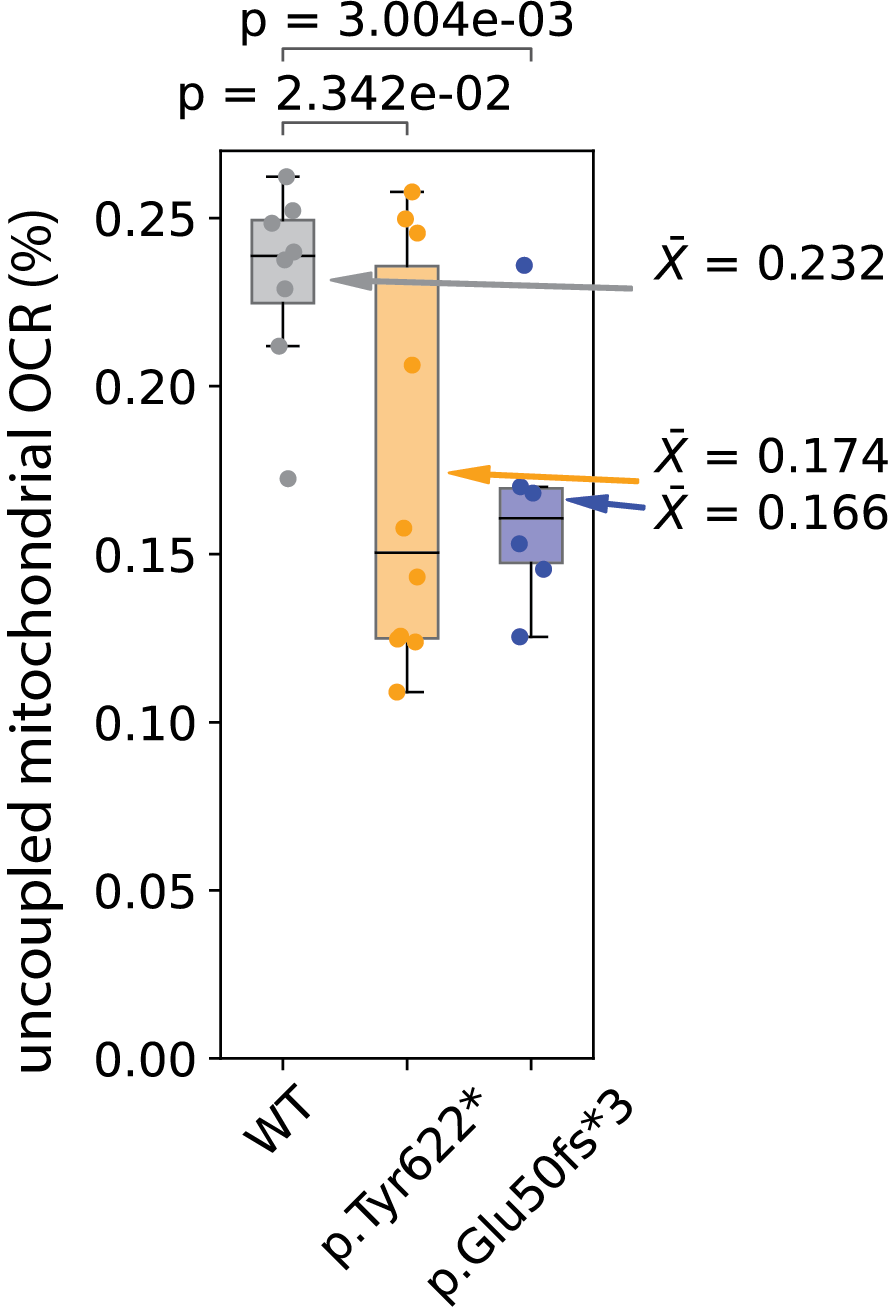 p = 3.004e-03
p = 2.342e-02
uncoupled mitochondrial OCR (%)
0.25
0.20
0.15
0.10
0.05
0.00
X̄ = 0.232
X̄ = 0.174
X̄ = 0.166
WT
p.Tyr622*
p.Glu50fs*3